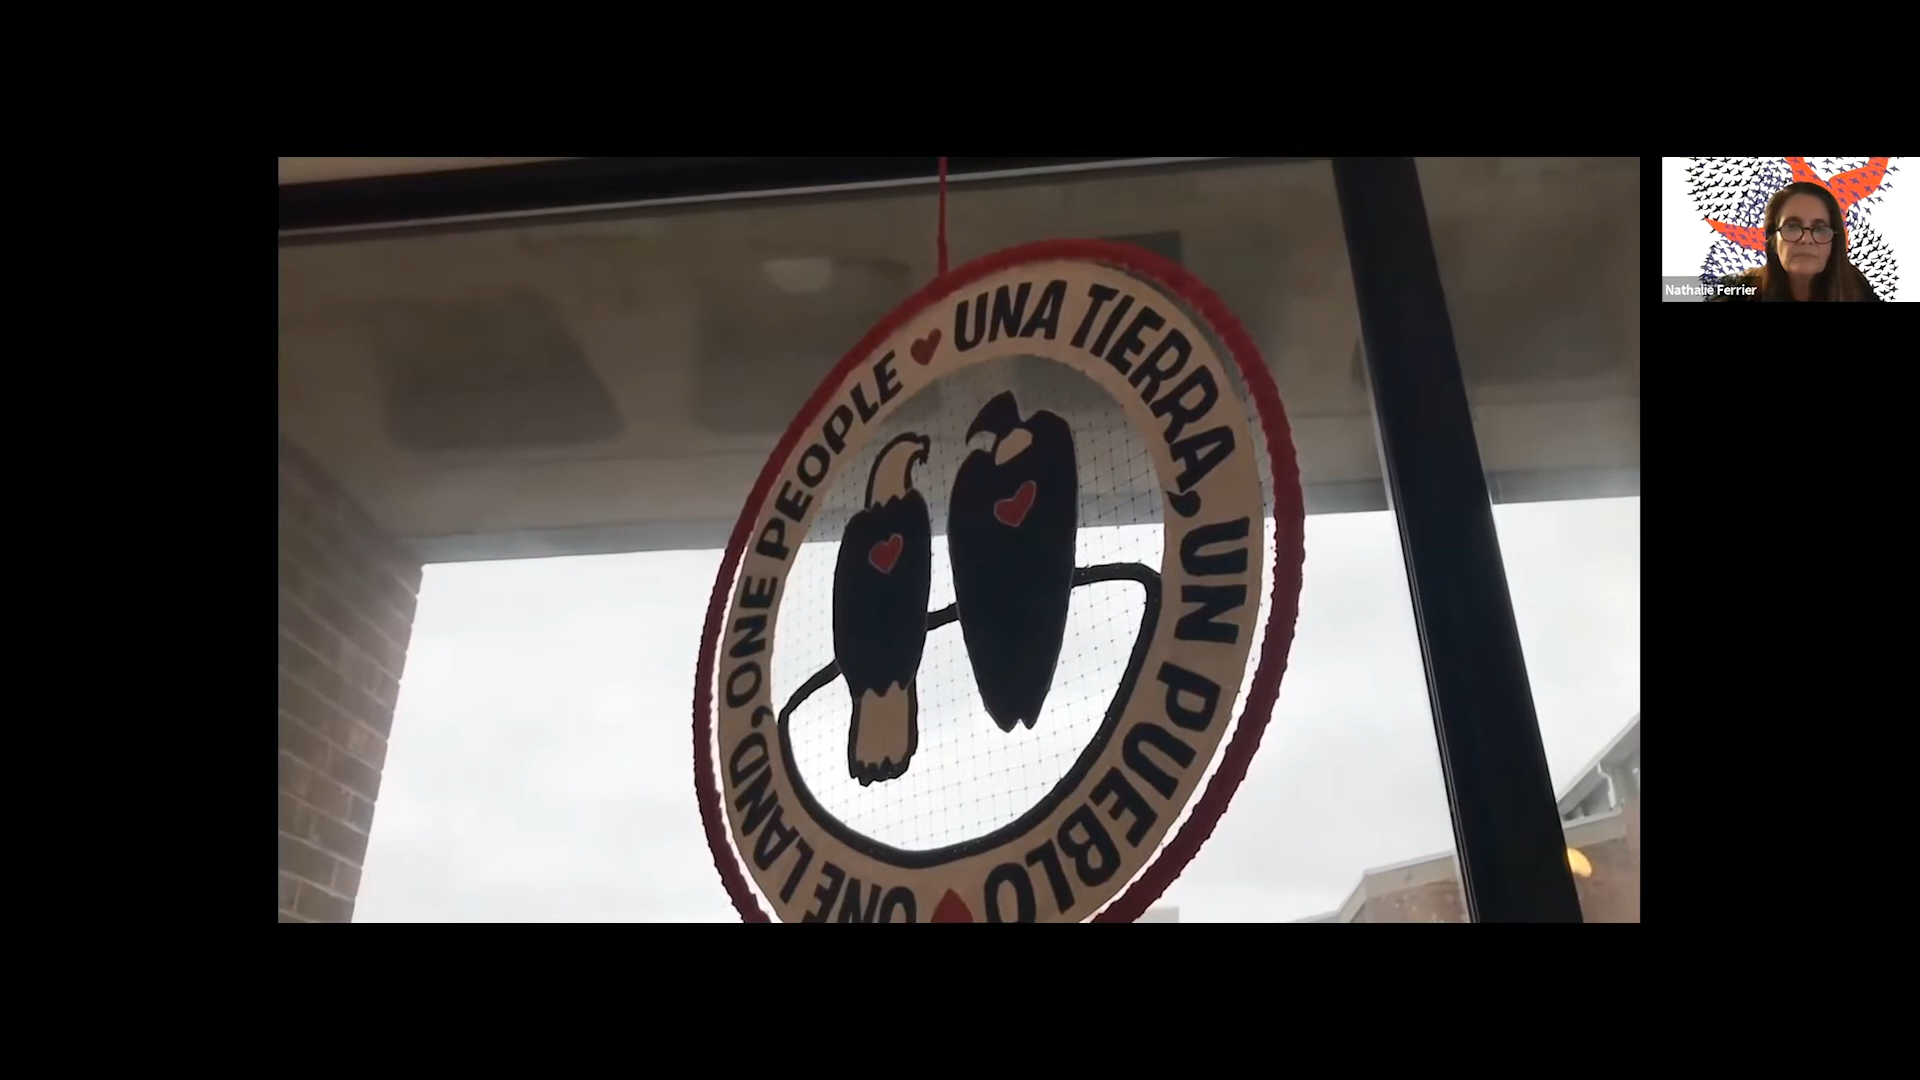 UNA TIERRA, UN PUEBLO
ONE LAND, ONE PEOPLE
Nathalie Ferrier